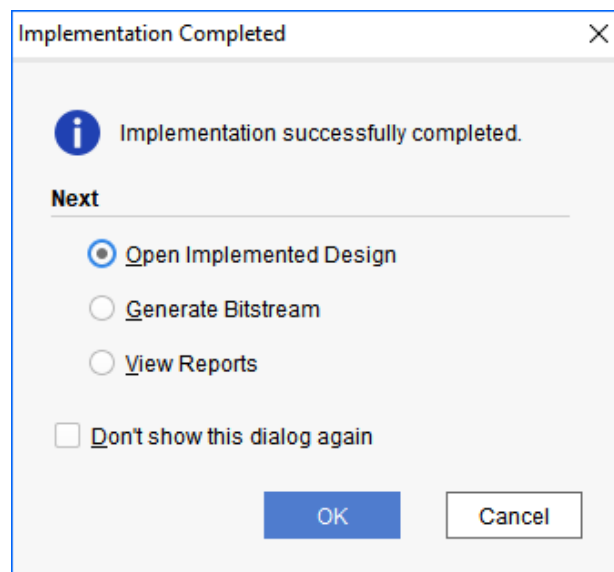 Implementation Completed
Implementation successfully completed.
Next
Open Implemented Design
Generate Bitstream
View Reports
Don't show this dialog again
OK
Cancel